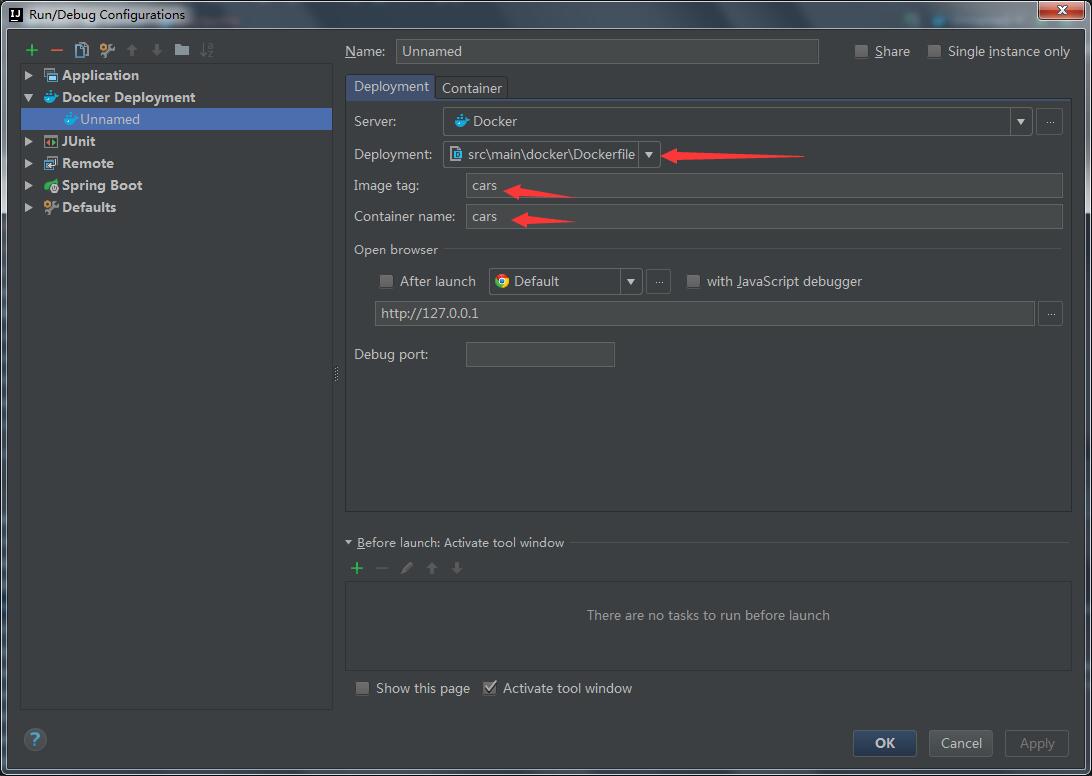 Run/Debug Configurations
Name: Unnamed Share Single instance only
Application
Docker Deployment
Unnamed
JUnit
Remote
Spring Boot
Defaults
Deployment Container
Server: Docker ...
Deployment: src\main\docker\Dockerfile
Image tag: cars
Container name: cars
Open browser
After launch Default ... with JavaScript debugger
http://127.0.0.1 ...
Debug port:
Before launch: Activate tool window
There are no tasks to run before launch
Show this page Activate tool window
? OK Cancel Apply